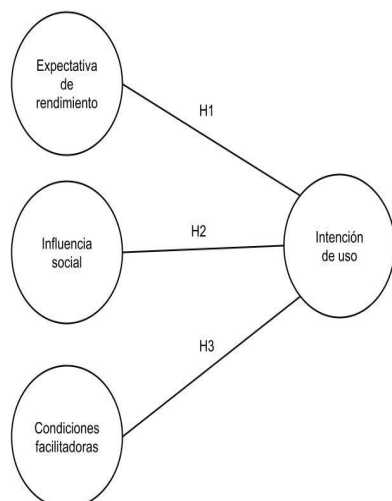 Expectativa
de
rendimiento
H1
Influencia
social
H2
Intención
de uso
H3
Condiciones
facilitadoras